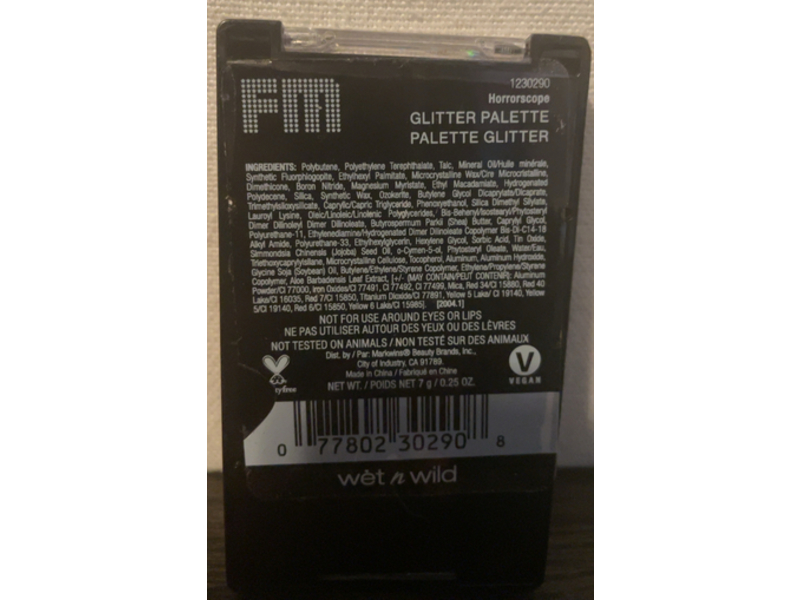 FM
1230290
Horrorscope
GLITTER PALETTE
PALETTE GLITTER
INGREDIENTS: Polybutene, Polyethylene Terephthalate, Talc, Mineral Oil/Huile minérale,
Synthetic Fluorphlogopite, Ethylhexyl Palmitate, Microcrystalline Wax/Cire Microcristalline,
Dimethicone, Boron Nitride, Magnesium Myristate, Ethyl Macadamiate, Hydrogenated
Polydecene, Silica, Synthetic Wax, Ozokerite, Butylene Glycol Dicaprylate/Dicaprate,
Trimethylsiloxysilicate, Caprylic/Capric Triglyceride, Phenoxyethanol, Silica Dimethyl Silylate,
Lauroyl Lysine, Oleic/Linoleic/Linolenic Polyglycerides, Bis-Behenyl/Isostearyl/Phytosteryl
Dimer Dilinoleyl Dimer Dilinoleate, Butyrospermum Parkii (Shea) Butter, Caprylyl Glycol,
Polyurethane-11, Ethylenediamine/Hydrogenated Dimer Dilinoleate Copolymer Bis-Di-C14-18
Alkyl Amide, Polyurethane-33, Ethylhexylglycerin, Hexylene Glycol, Sorbic Acid, Tin Oxide,
Simmondsia Chinensis (Jojoba) Seed Oil, o-Cymen-5-ol, Phytosteryl Oleate, Water/Eau,
Triethoxycaprylylsilane, Microcrystalline Cellulose, Tocopherol, Aluminum, Aluminum Hydroxide,
Glycine Soja (Soybean) Oil, Butylene/Ethylene/Styrene Copolymer, Ethylene/Propylene/Styrene
Copolymer, Aloe Barbadensis Leaf Extract, [+/- (MAY CONTAIN/PEUT CONTENIR): Aluminum
Powder/CI 77000, Iron Oxides/CI 77491, CI 77492, CI 77499, Mica, Red 34/CI 15880, Red 40
Lake/CI 16035, Red 7/CI 15850, Titanium Dioxide/CI 77891, Yellow 5 Lake/ CI 19140, Yellow
5/CI 19140, Red 6/CI 15850, Yellow 6 Lake/CI 15985]. [2004.1]
NOT FOR USE AROUND EYES OR LIPS
NE PAS UTILISER AUTOUR DES YEUX OU DES LÈVRES
NOT TESTED ON ANIMALS / NON TESTÉ SUR DES ANIMAUX
Dist. by / Par: Markwins® Beauty Brands, Inc.,
City of Industry, CA 91789.
Made in China / Fabriqué en Chine
NET WT. / POIDS NET 7 g / 0.25 OZ.
V
VEGAN
0 77802 30290 8
wet n wild